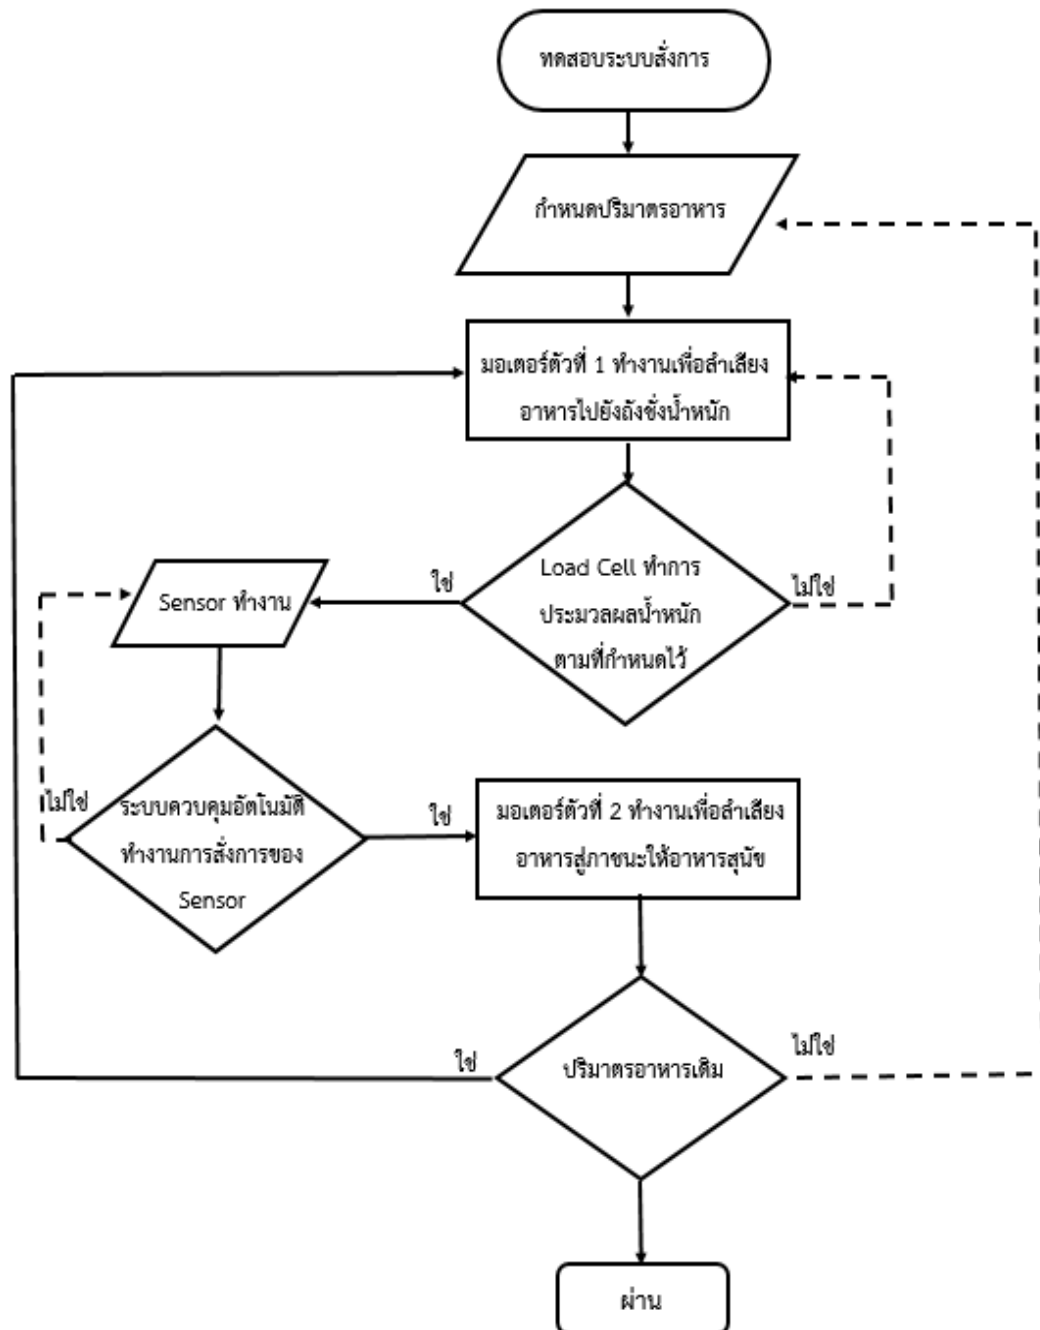 ทดสอบระบบสั่งการ
กำหนดปริมาตรอาหาร
มอเตอร์ตัวที่ 1 ทำงานเพื่อลำเลียง
อาหารไปยังถังชั่งน้ำหนัก
Load Cell ทำการ
ประมวลผลน้ำหนัก
ตามที่กำหนดไว้
ใช่
ไม่ใช่
Sensor ทำงาน
ระบบควบคุมอัตโนมัติ
ทำงานการสั่งการของ
Sensor
ไม่ใช่
ใช่
มอเตอร์ตัวที่ 2 ทำงานเพื่อลำเลียง
อาหารสู่ภาชนะให้อาหารสุนัข
ปริมาตรอาหารเดิม
ใช่
ไม่ใช่
ผ่าน